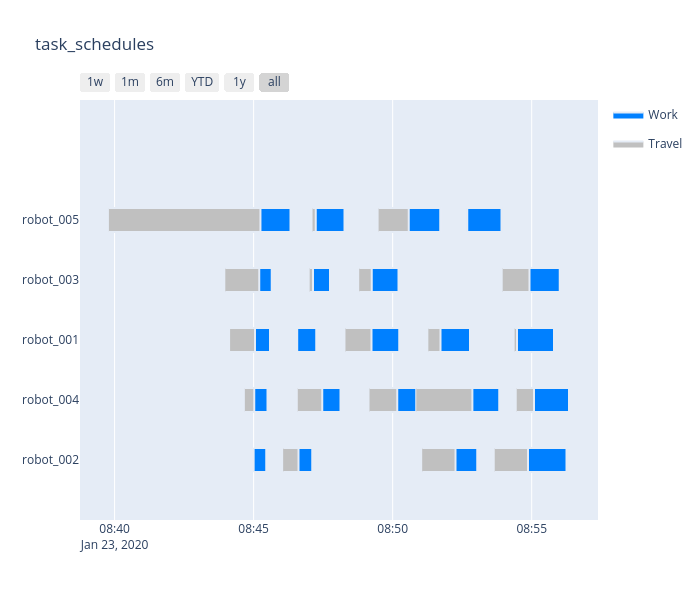 task_schedules
1w 1m 6m YTD 1y all
Work
Travel
robot_005
robot_003
robot_001
robot_004
robot_002
08:40 08:45 08:50 08:55
Jan 23, 2020